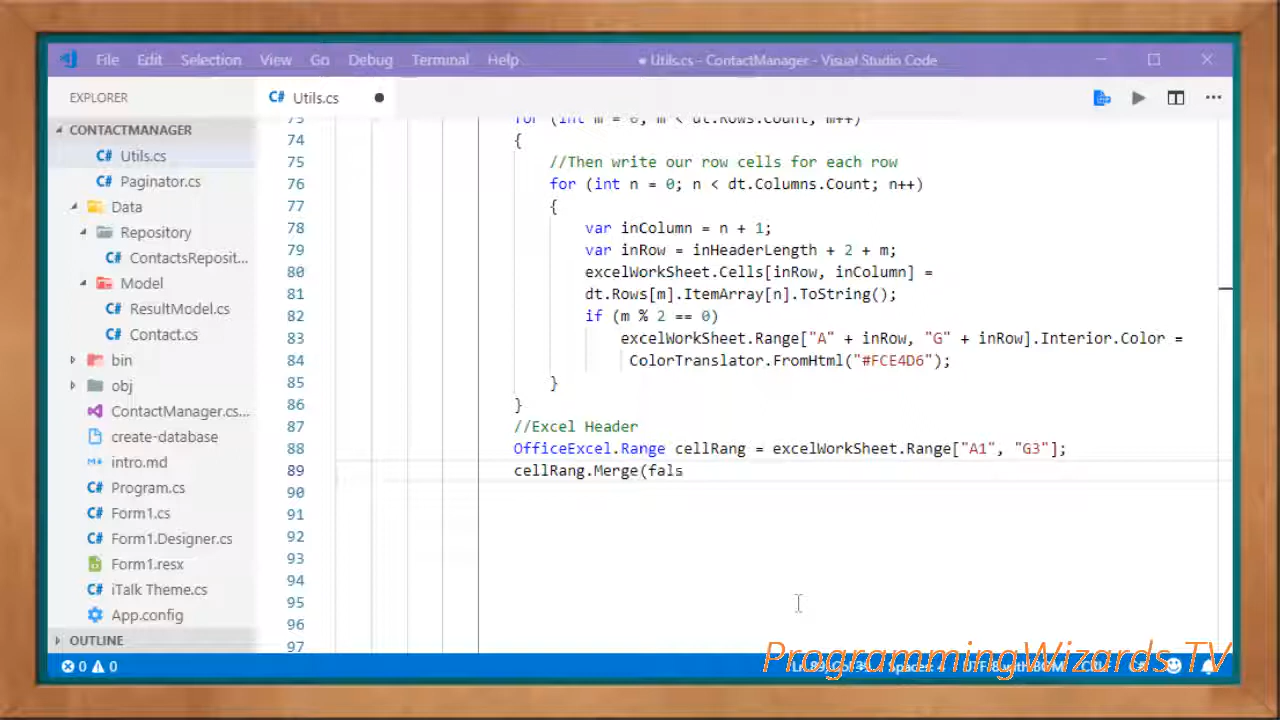 File Edit Selection View Go Debug Terminal Help
● Utils.cs - ContactManager - Visual Studio Code
EXPLORER
C# Utils.cs
CONTACTMANAGER
C# Utils.cs
C# Paginator.cs
Data
Repository
C# ContactsReposit...
Model
C# ResultModel.cs
C# Contact.cs
bin
obj
ContactManager.cs...
create-database
intro.md
C# Program.cs
C# Form1.cs
C# Form1.Designer.cs
Form1.resx
C# iTalk Theme.cs
App.config
OUTLINE
73 for (int m = 0; m < dt.Rows.Count; m++)
74 {
75 //Then write our row cells for each row
76 for (int n = 0; n < dt.Columns.Count; n++)
77 {
78 var inColumn = n + 1;
79 var inRow = inHeaderLength + 2 + m;
80 excelWorkSheet.Cells[inRow, inColumn] =
81 dt.Rows[m].ItemArray[n].ToString();
82 if (m % 2 == 0)
83 excelWorkSheet.Range["A" + inRow, "G" + inRow].Interior.Color =
84 ColorTranslator.FromHtml("#FCE4D6");
85 }
86 }
87 //Excel Header
88 OfficeExcel.Range cellRang = excelWorkSheet.Range["A1", "G3"];
89 cellRang.Merge(fals
90
91
92
93
94
95
96
97
0 0
ProgrammingWizards TV